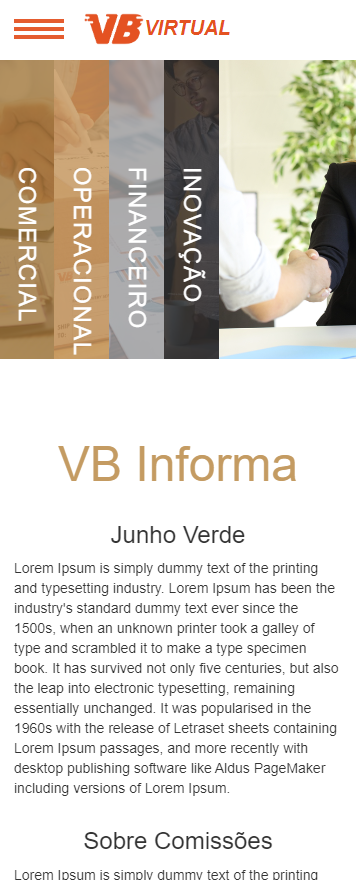 VB VIRTUAL
COMERCIAL
OPERACIONAL
FINANCEIRO
INOVAÇÃO
VB Informa
Junho Verde
Lorem Ipsum is simply dummy text of the printing
and typesetting industry. Lorem Ipsum has been the
industry's standard dummy text ever since the
1500s, when an unknown printer took a galley of
type and scrambled it to make a type specimen
book. It has survived not only five centuries, but also
the leap into electronic typesetting, remaining
essentially unchanged. It was popularised in the
1960s with the release of Letraset sheets containing
Lorem Ipsum passages, and more recently with
desktop publishing software like Aldus PageMaker
including versions of Lorem Ipsum.
Sobre Comissões
Lorem Ipsum is simply dummy text of the printing